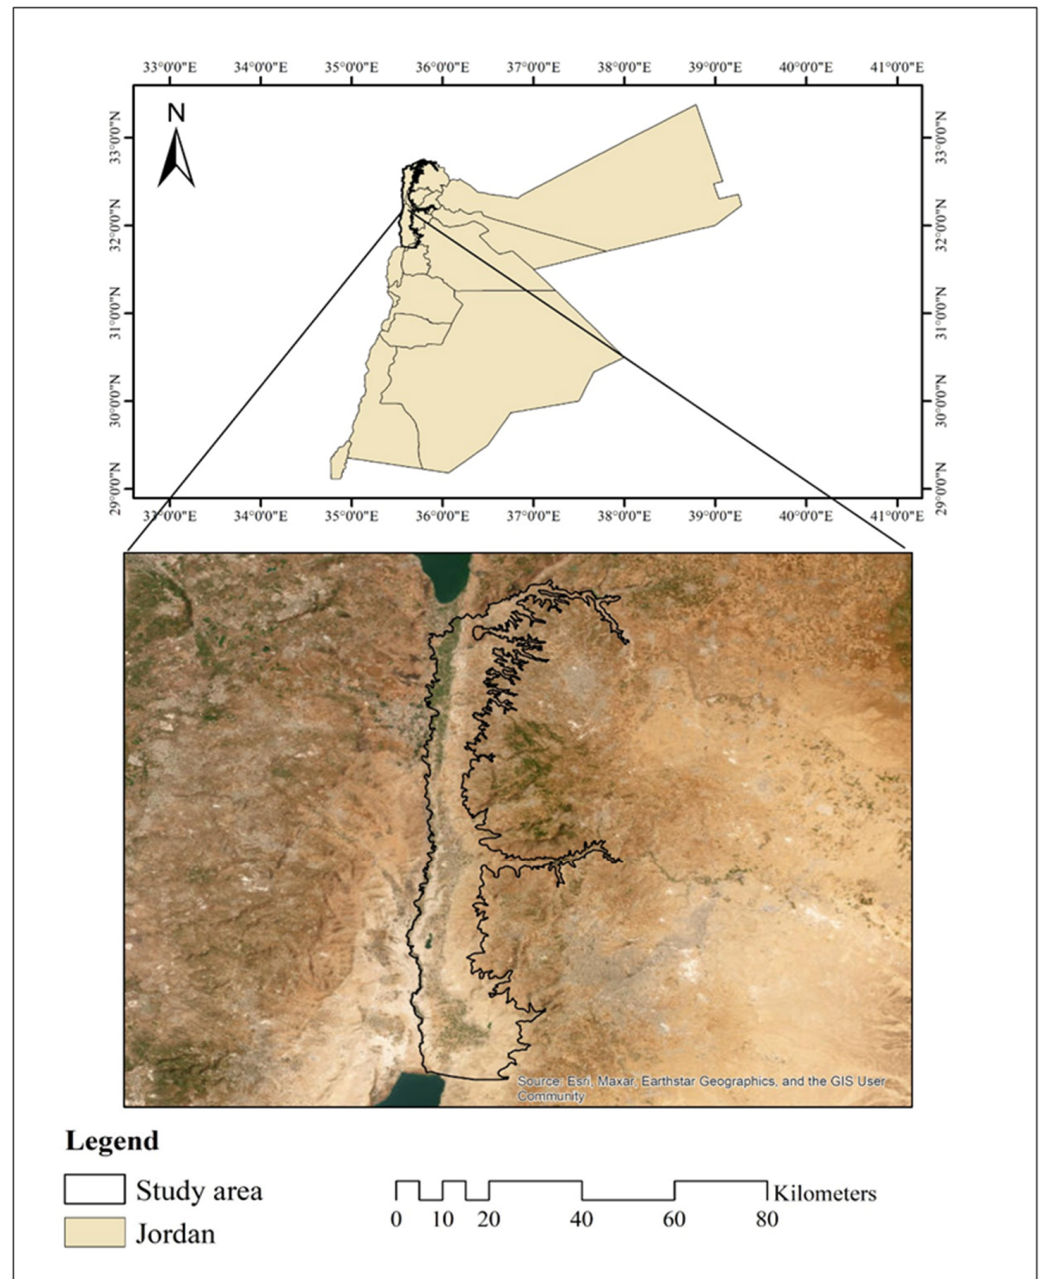 33°0'0"E 34°0'0"E 35°0'0"E 36°0'0"E 37°0'0"E 38°0'0"E 39°0'0"E 40°0'0"E 41°0'0"E
N
33°0'0"N
32°0'0"N
31°0'0"N
30°0'0"N
29°0'0"N
33°0'0"N
32°0'0"N
31°0'0"N
30°0'0"N
29°0'0"N
33°0'0"E 34°0'0"E 35°0'0"E 36°0'0"E 37°0'0"E 38°0'0"E 39°0'0"E 40°0'0"E 41°0'0"E
Source: Esri, Maxar, Earthstar Geographics, and the GIS User
Community
Legend
Study area
Jordan
Kilometers
0 10 20 40 60 80